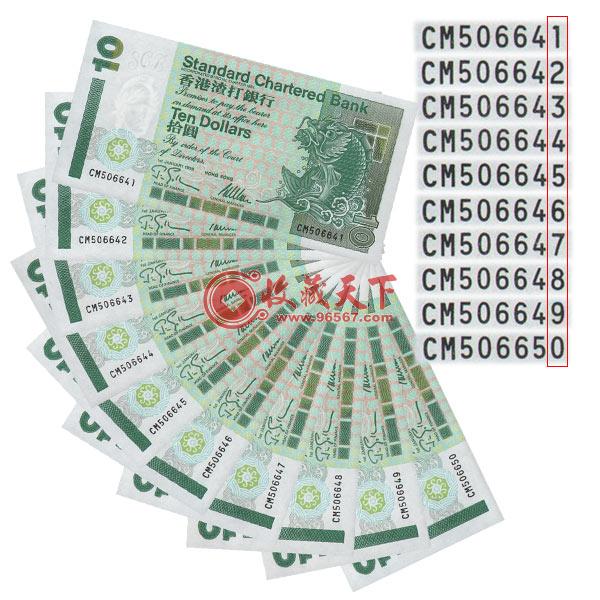 10
Standard Chartered Bank
香港渣打銀行
Promises to pay the bearer
on demand at its office here
Ten Dollars
拾圓
By order of the Court
of Directors.
HONG KONG
CM506641
CM506641
10
CM506642
CM506643
CM506644
CM506645
CM506646
CM506647
CM506648
CM506649
CM506650
收藏天下
www.96567.com
CM506641
CM506642
CM506643
CM506644
CM506645
CM506646
CM506647
CM506648
CM506649
CM506650